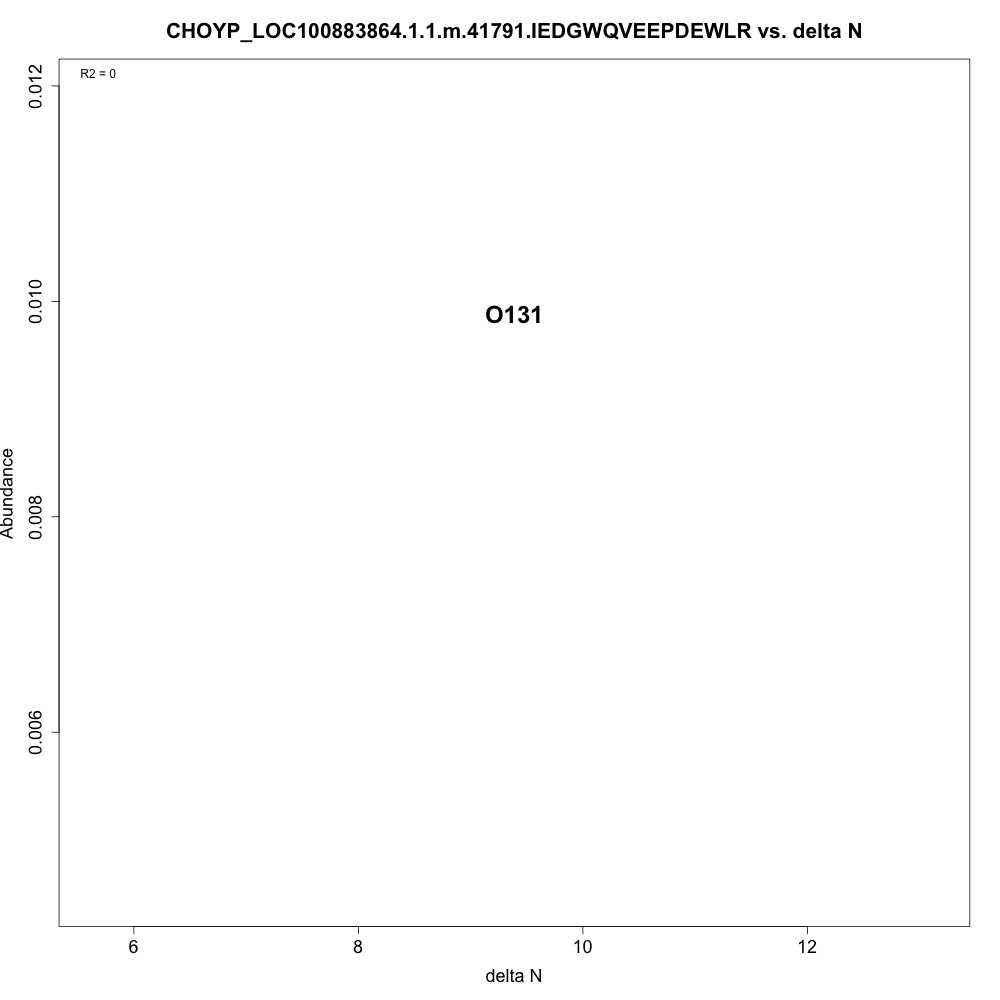 CHOYP_LOC100883864.1.1.m.41791.IEDGWQVEEPDEWLR vs. delta N
R2 = 0
0.012
0.010
0.008
0.006
Abundance
O131
6 8 10 12
delta N